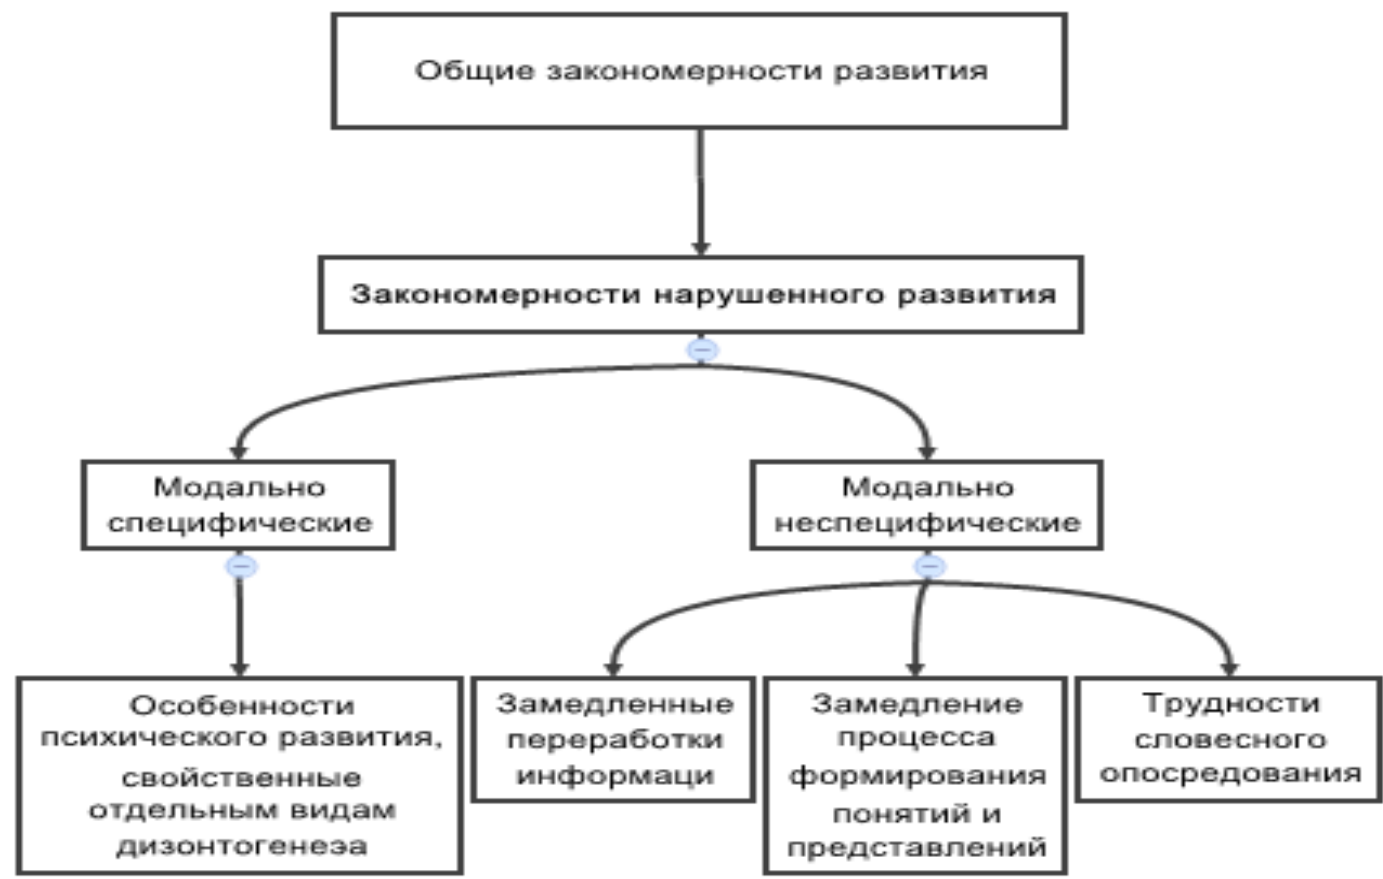 Общие закономерности развития
Закономерности нарушенного развития
Модально
специфические
Модально
неспецифические
Особенности
психического развития,
свойственные
отдельным видам
дизонтогенеза
Замедленные
переработки
информаци
Замедление
процесса
формирования
понятий и
представлений
Трудности
словесного
опосредования